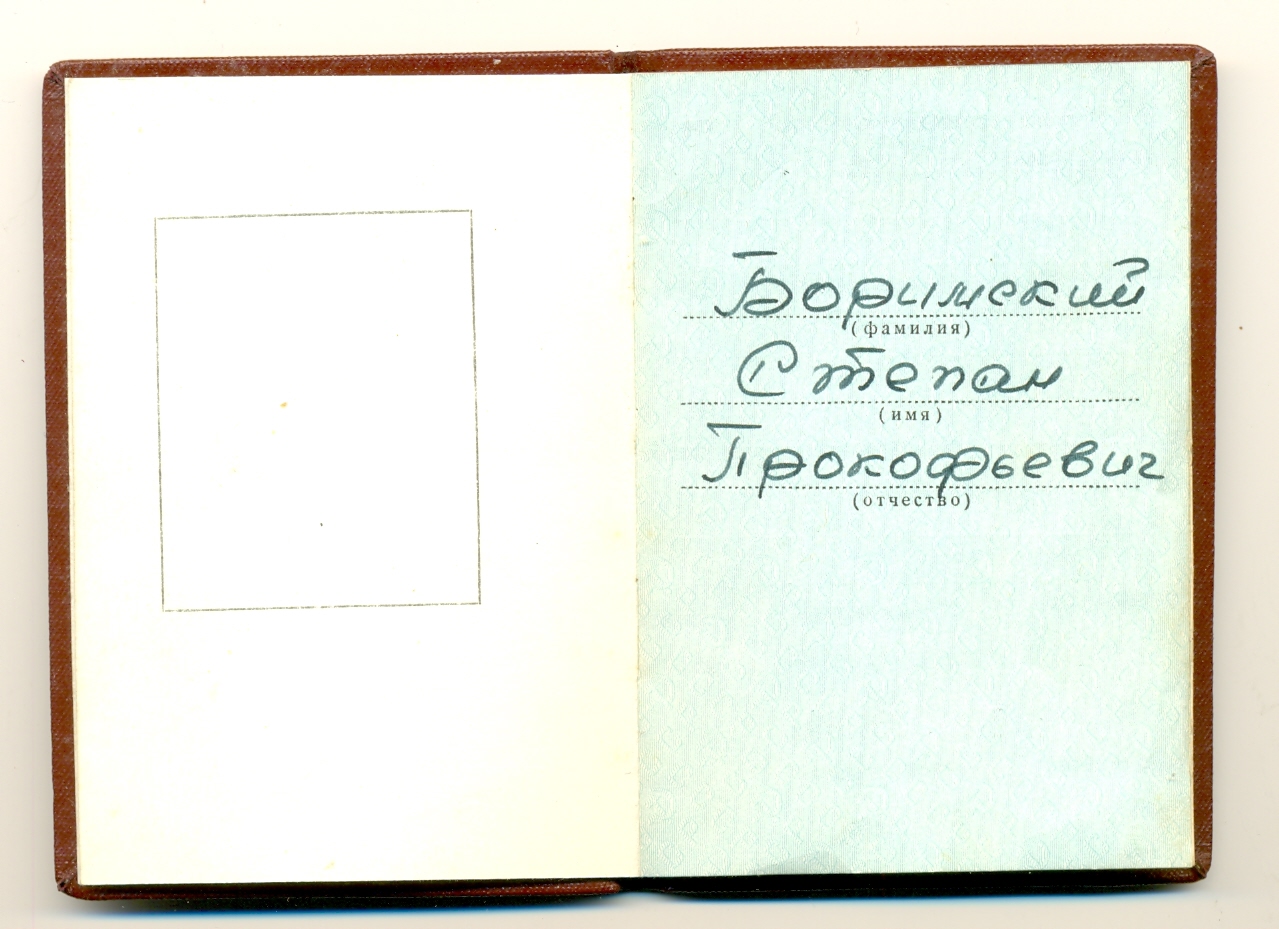 Боримский
(фамилия)
Степан
(имя)
Прокофьевич
(отчество)